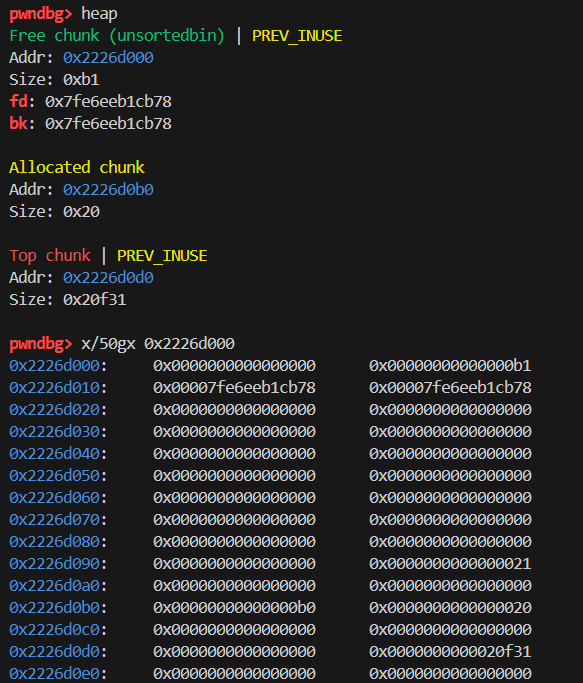 pwndbg> heap
Free chunk (unsortedbin) | PREV_INUSE
Addr: 0x2226d000
Size: 0xb1
fd: 0x7fe6eeb1cb78
bk: 0x7fe6eeb1cb78
Allocated chunk
Addr: 0x2226d0b0
Size: 0x20
Top chunk | PREV_INUSE
Addr: 0x2226d0d0
Size: 0x20f31
pwndbg> x/50gx 0x2226d000
0x2226d000: 0x0000000000000000 0x00000000000000b1
0x2226d010: 0x00007fe6eeb1cb78 0x00007fe6eeb1cb78
0x2226d020: 0x0000000000000000 0x0000000000000000
0x2226d030: 0x0000000000000000 0x0000000000000000
0x2226d040: 0x0000000000000000 0x0000000000000000
0x2226d050: 0x0000000000000000 0x0000000000000000
0x2226d060: 0x0000000000000000 0x0000000000000000
0x2226d070: 0x0000000000000000 0x0000000000000000
0x2226d080: 0x0000000000000000 0x0000000000000000
0x2226d090: 0x0000000000000000 0x0000000000000021
0x2226d0a0: 0x0000000000000000 0x0000000000000000
0x2226d0b0: 0x00000000000000b0 0x0000000000000020
0x2226d0c0: 0x0000000000000000 0x0000000000000000
0x2226d0d0: 0x0000000000000000 0x0000000000020f31
0x2226d0e0: 0x0000000000000000 0x0000000000000000